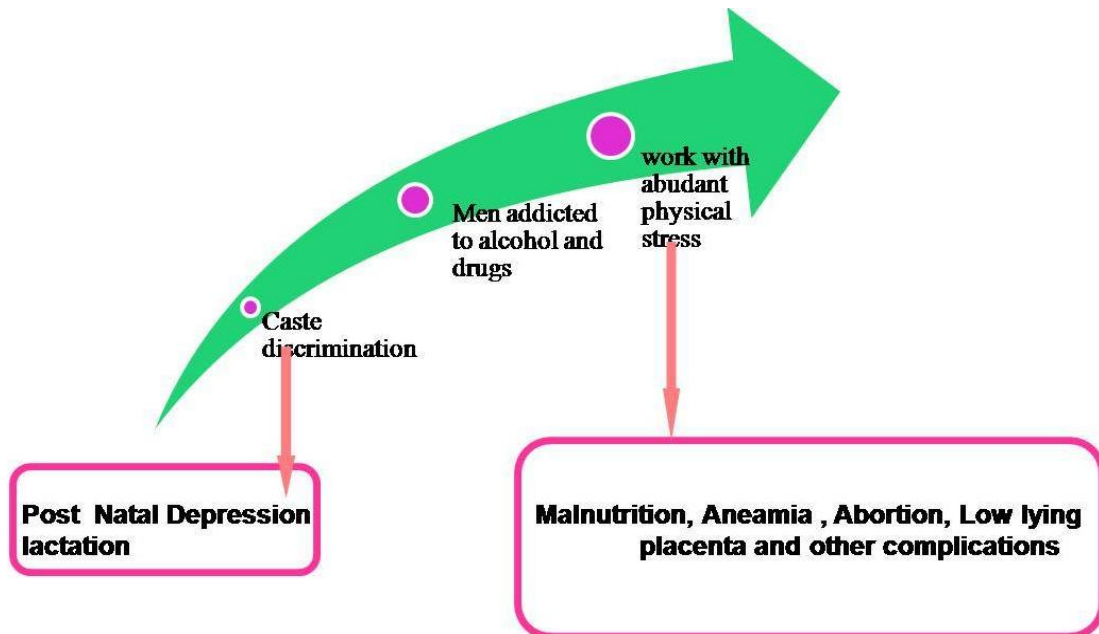 work with
abudant
physical
stress
Men addicted
to alcohol and
drugs
Caste
discrimination
Post Natal Depression
lactation
Malnutrition, Aneamia , Abortion, Low lying
placenta and other complications